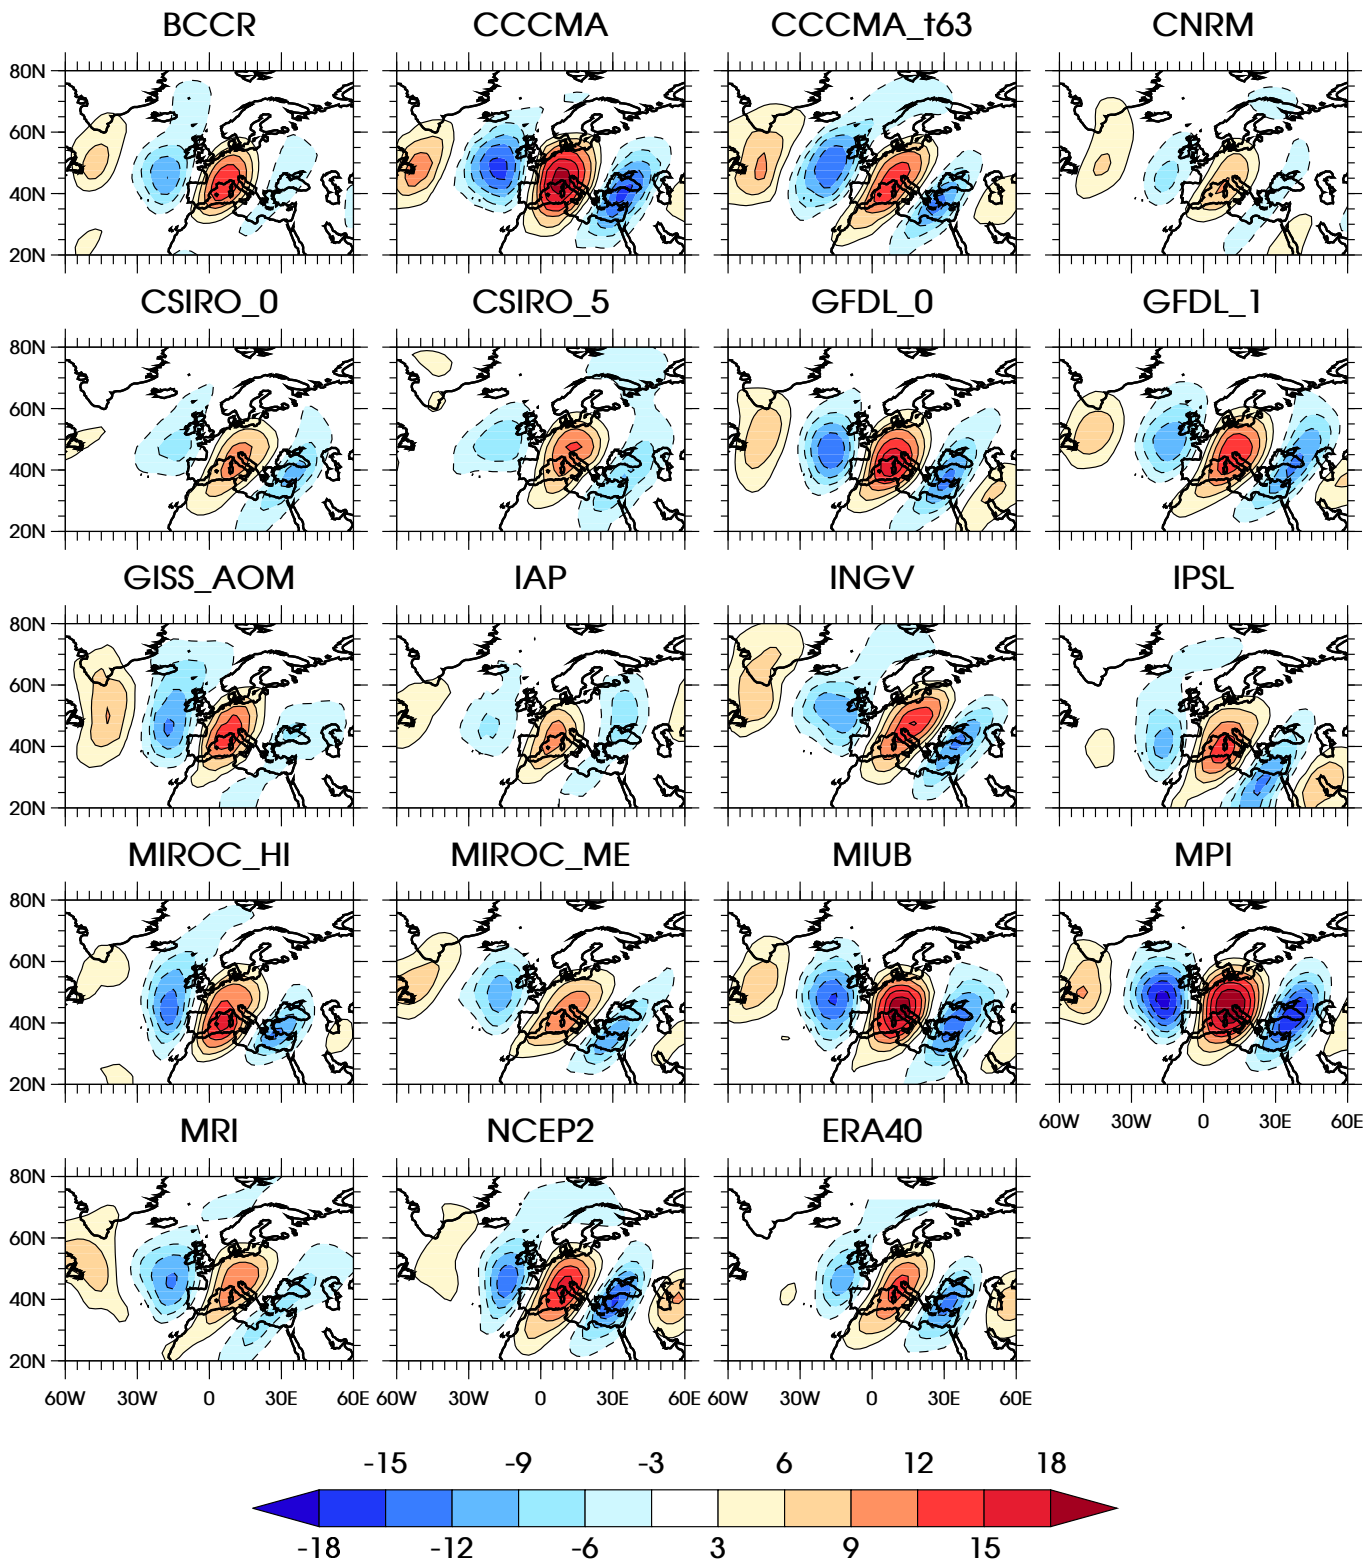 BCCR CCCMA CCCMA_t63 CNRM
80N
60N
40N
20N
CSIRO_0 CSIRO_5 GFDL_0 GFDL_1
80N
60N
40N
20N
GISS_AOM IAP INGV IPSL
80N
60N
40N
20N
MIROC_HI MIROC_ME MIUB MPI
80N
60N
40N
20N
60W 30W 0 30E 60E
MRI NCEP2 ERA40
80N
60N
40N
20N
60W 30W 0 30E 60E 60W 30W 0 30E 60E 60W 30W 0 30E 60E
-15 -9 -3 6 12 18
-18 -12 -6 3 9 15